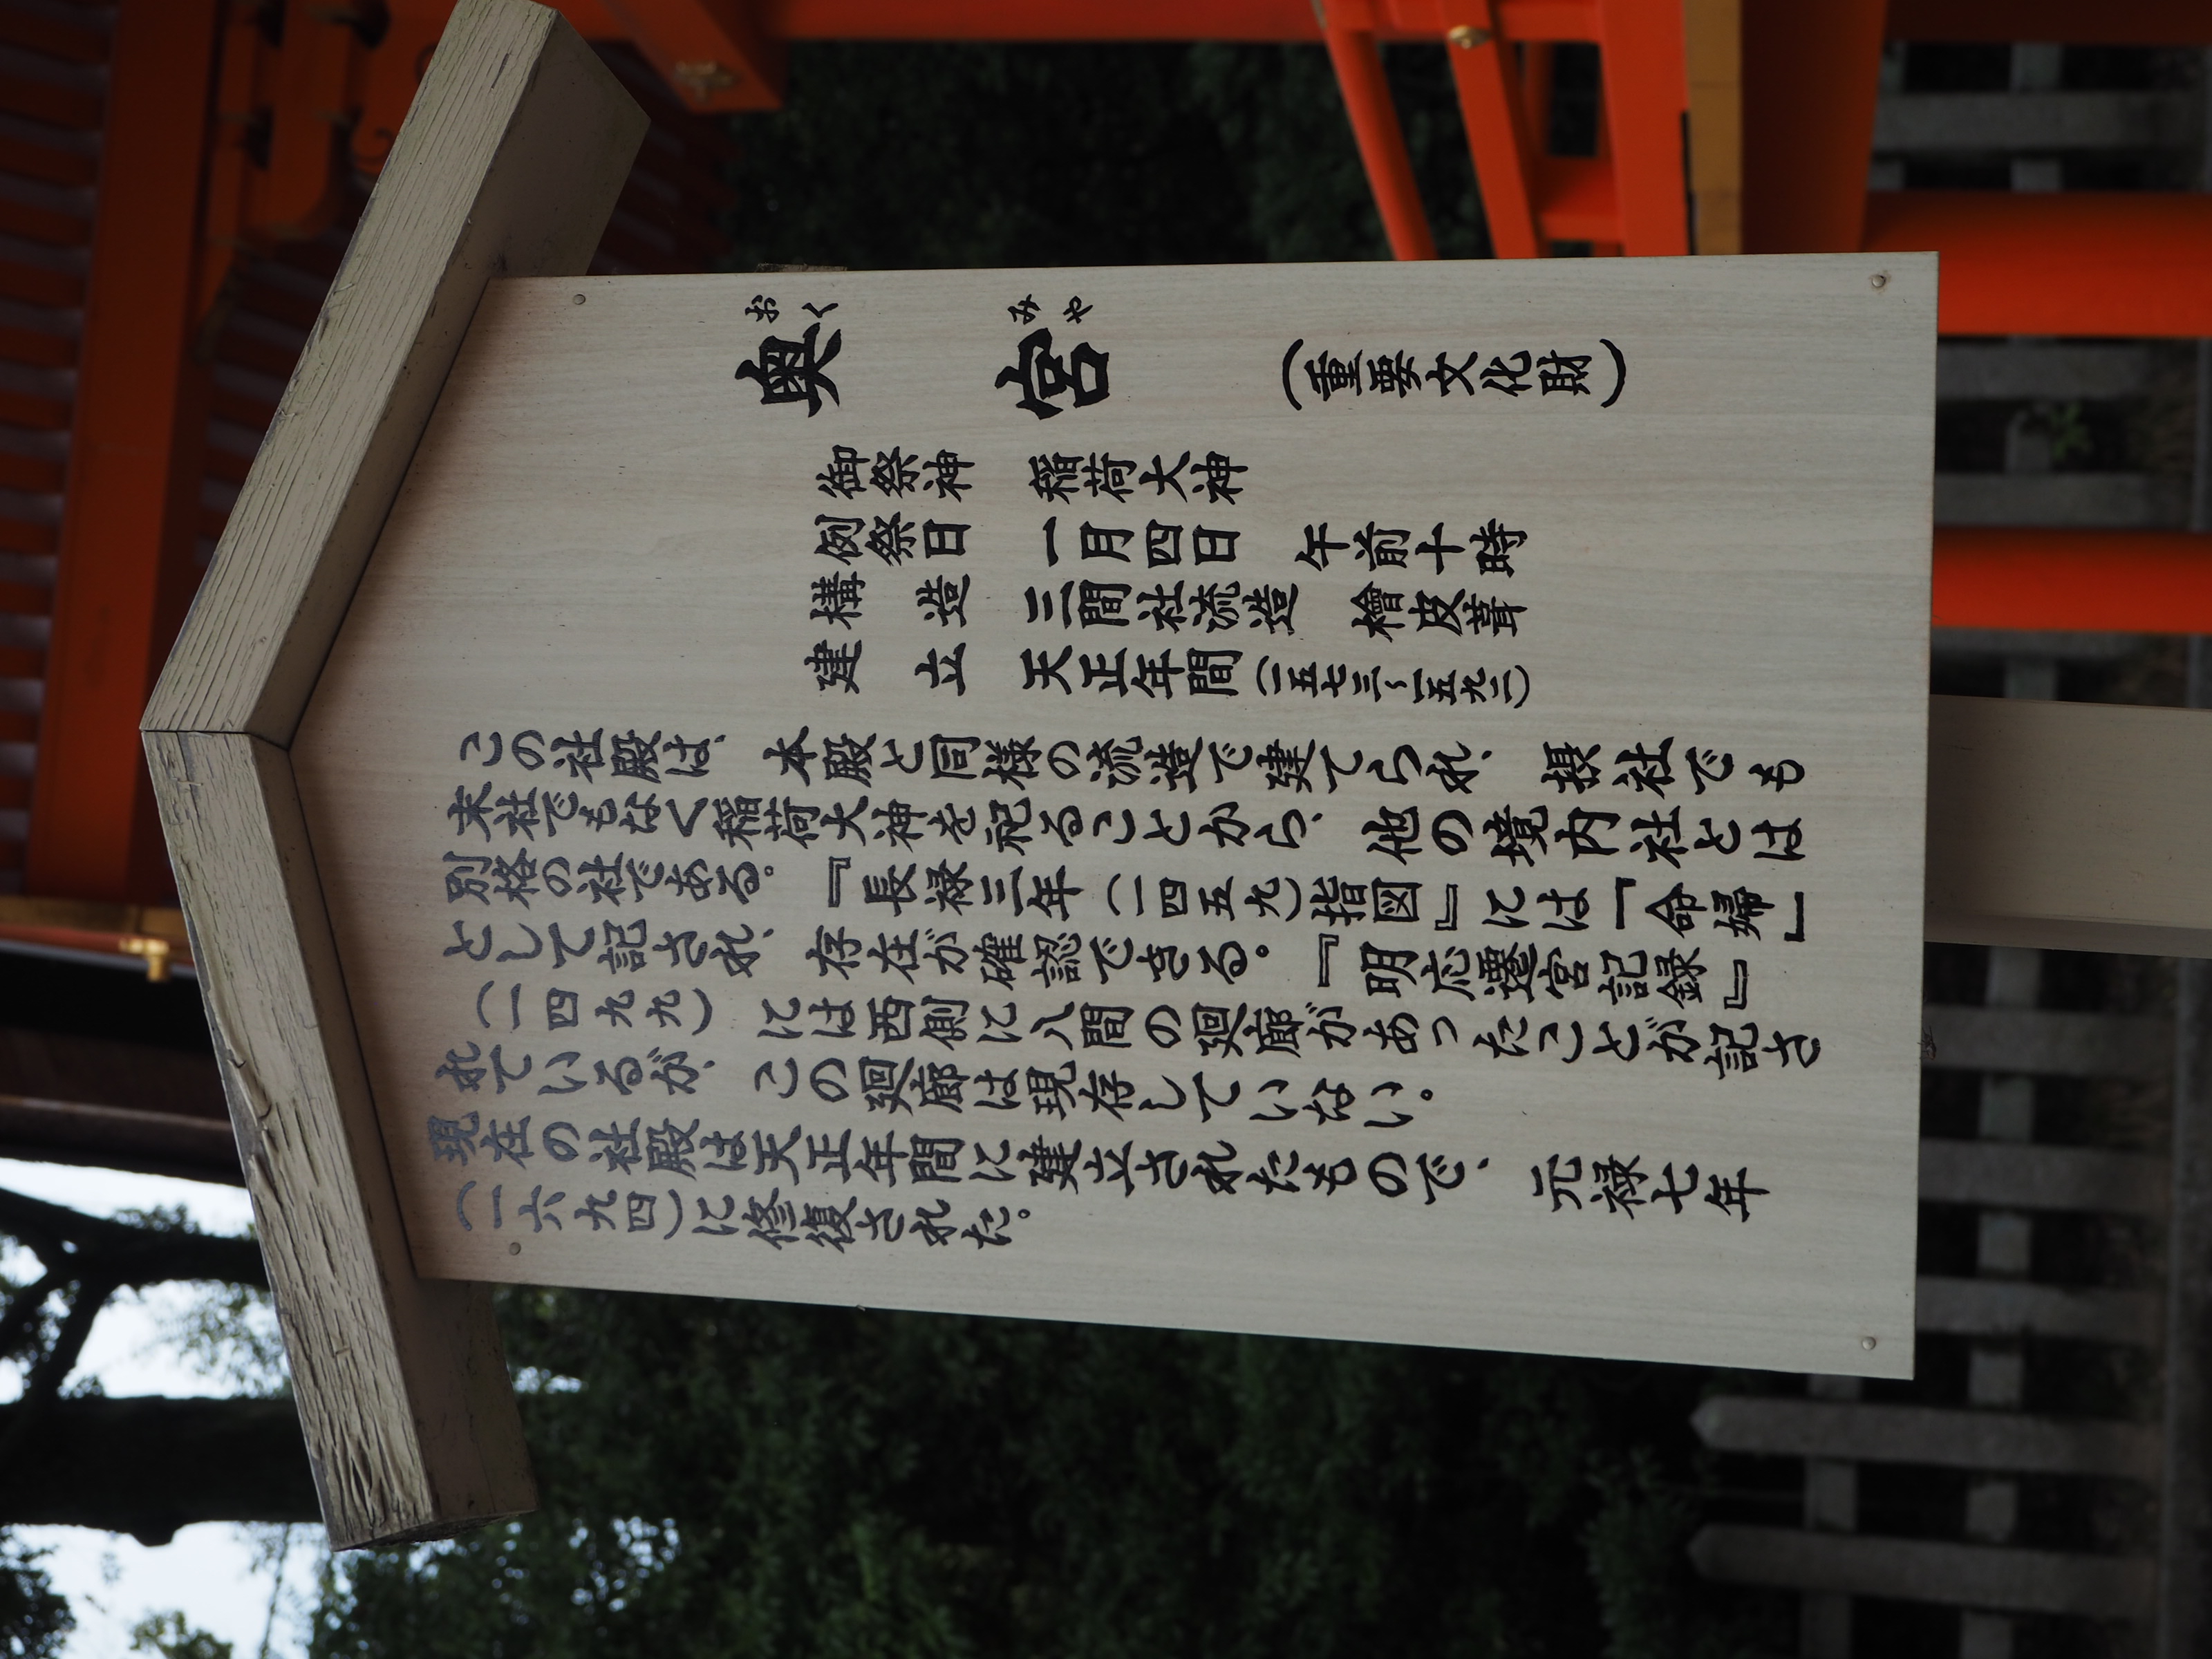 奥宮（重要文化財）
おくみや
御祭神　稲荷大神
例祭日　一月四日　午前十時
構造　三間社流造　檜皮葺
建立　天正年間（一五七三〜一五九二）
この社殿は、本殿と同様の流造で建てられ、摂社でも
末社でもなく稲荷大神を祀ることから、他の境内社とは
別格の社である。『長禄三年（一四五九）指図』には「命婦」
として記され、存在が確認できる。『明応遷宮記録』
（一四九九）には西側に八間の廻廊があったことが記さ
れているが、この廻廊は現存していない。
現在の社殿は天正年間に建立されたもので、元禄七年
（一六九四）に修復された。